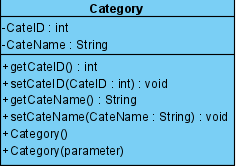 Category
-CateID : int
-CateName : String
+getCateID() : int
+setCateID(CateID : int) : void
+getCateName() : String
+setCateName(CateName : String) : void
+Category()
+Category(parameter)